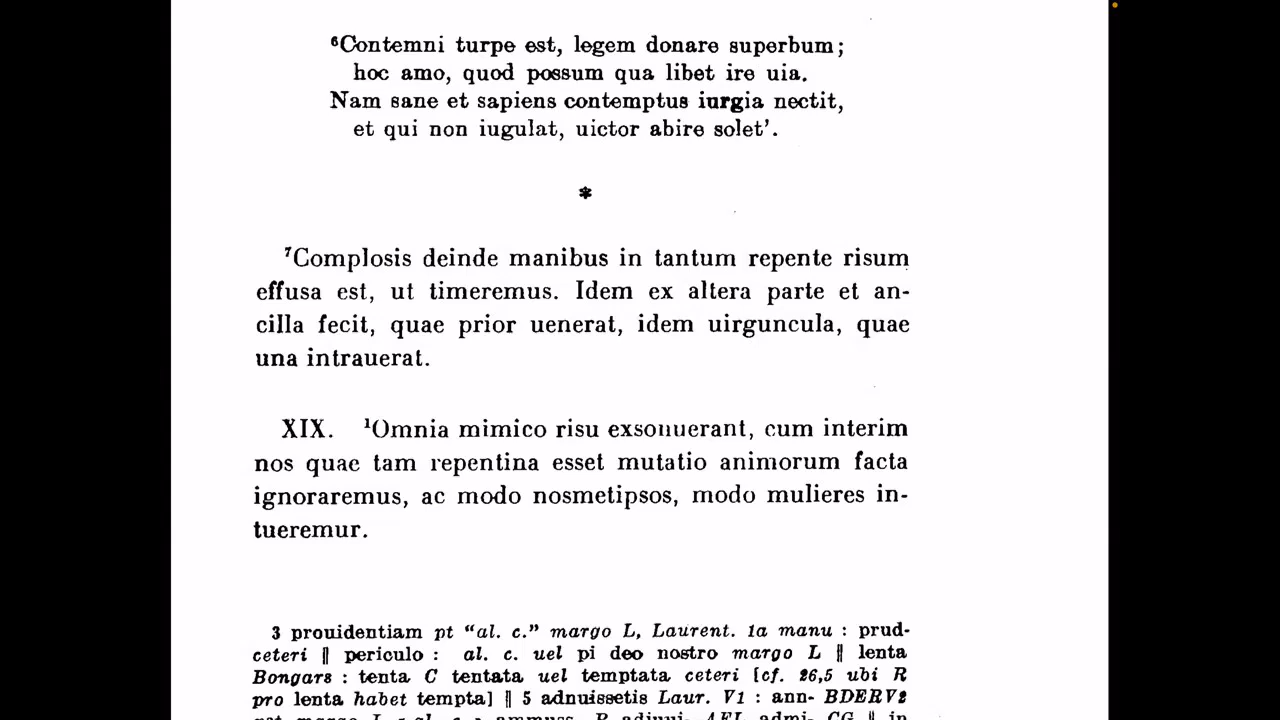 ⁶Contemni turpe est, legem donare superbum;
hoc amo, quod possum qua libet ire uia.
Nam sane et sapiens contemptus iurgia nectit,
et qui non iugulat, uictor abire solet’.
*
⁷Complosis deinde manibus in tantum repente risum
effusa est, ut timeremus. Idem ex altera parte et an-
cilla fecit, quae prior uenerat, idem uirguncula, quae
una intrauerat.
XIX. ¹Omnia mimico risu exsonuerant, cum interim
nos quae tam repentina esset mutatio animorum facta
ignoraremus, ac modo nosmetipsos, modo mulieres in-
tueremur.
3 prouidentiam pt “al. c.” margo L, Laurent. 1a manu : prud-
ceteri ‖ periculo : al. c. uel pi deo nostro margo L ‖ lenta
Bongars : tenta C tentata uel temptata ceteri [cf. 26,5 ubi R
pro lenta habet tempta] ‖ 5 adnuissetis Laur. V1 : ann- BDERV2